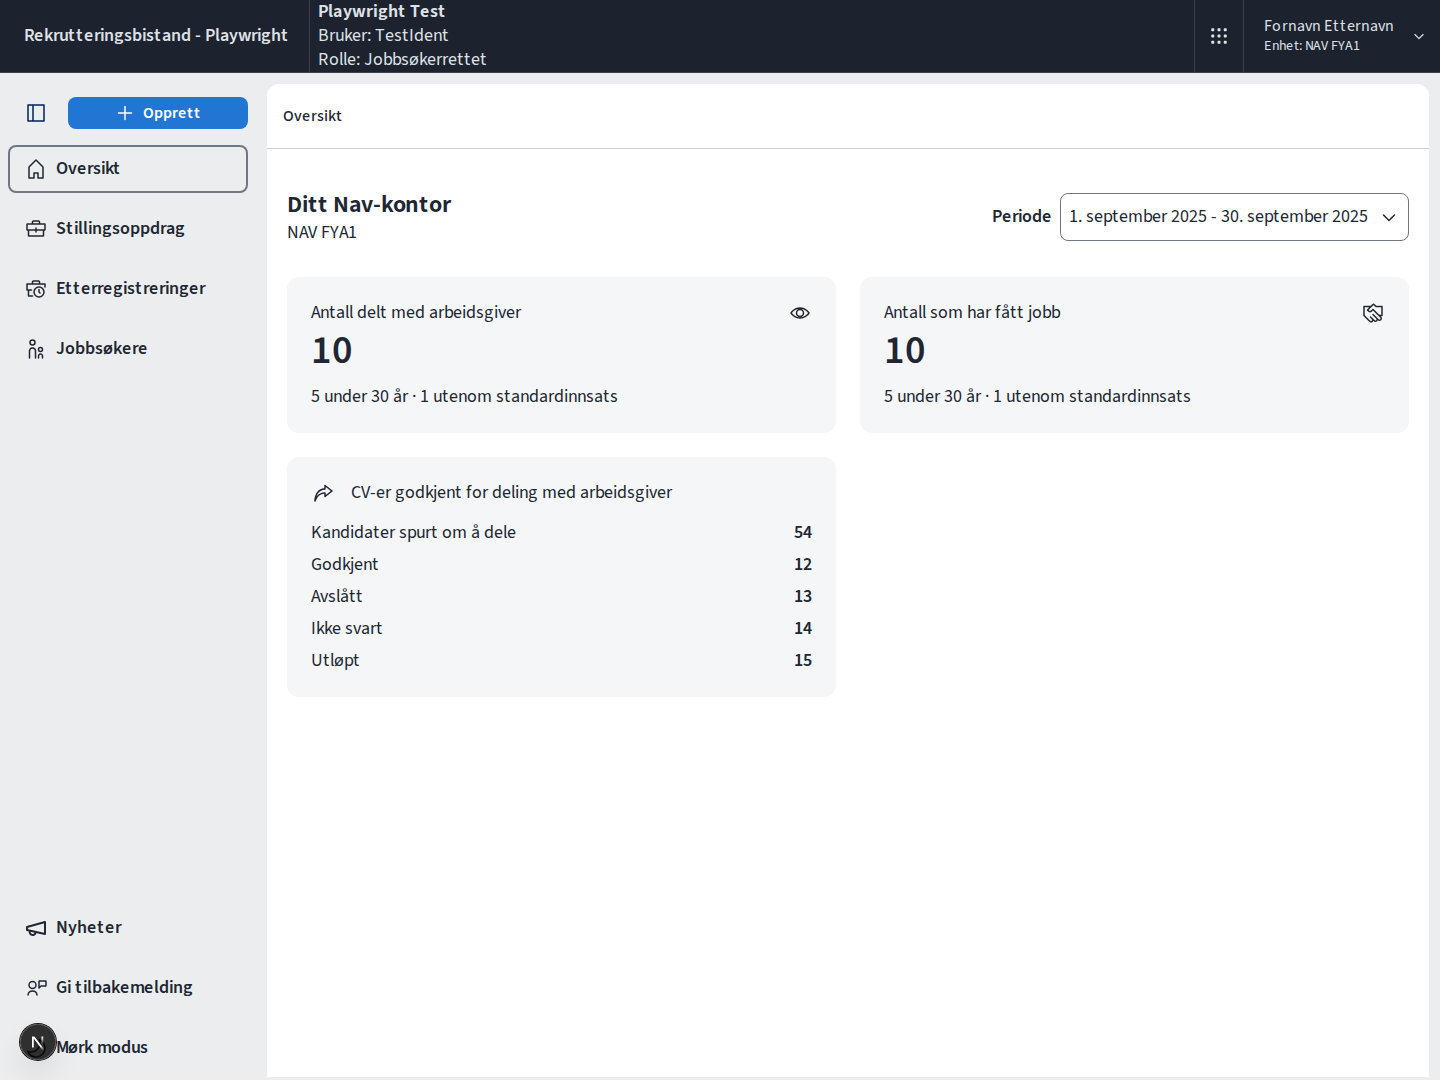 Rekrutteringsbistand - Playwright
Playwright Test
Bruker: TestIdent
Rolle: Jobbsøkerrettet
Fornavn Etternavn
Enhet: NAV FYA1
Opprett
Oversikt
Stillingsoppdrag
Etterregistreringer
Jobbsøkere
Nyheter
Gi tilbakemelding
N
Mørk modus
Oversikt
Ditt Nav-kontor
NAV FYA1
Periode
1. september 2025 - 30. september 2025
Antall delt med arbeidsgiver
10
5 under 30 år · 1 utenom standardinnsats
Antall som har fått jobb
10
5 under 30 år · 1 utenom standardinnsats
CV-er godkjent for deling med arbeidsgiver
Kandidater spurt om å dele 54
Godkjent 12
Avslått 13
Ikke svart 14
Utløpt 15